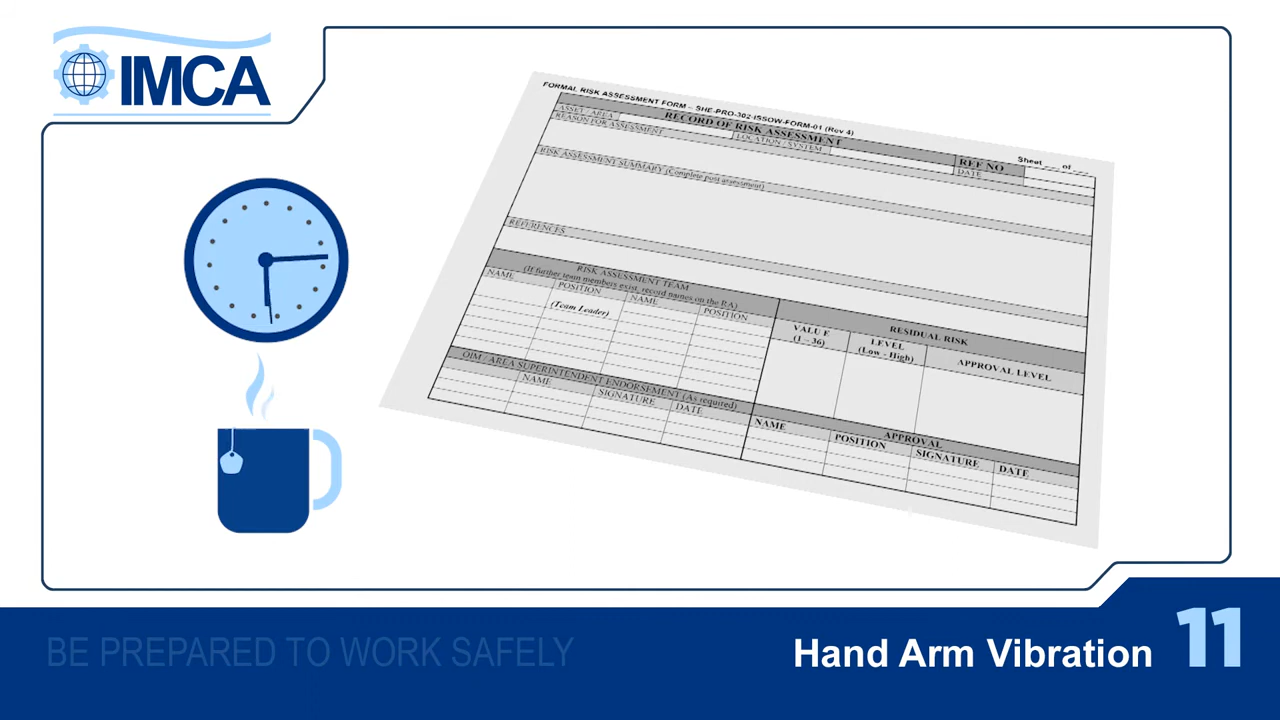 IMCA
FORMAL RISK ASSESSMENT FORM – SHE-PRO-302-ISSOW-FORM-01 (Rev 4)
Sheet __ of __
RECORD OF RISK ASSESSMENT
REF NO
ASSET / AREA
LOCATION / SYSTEM
DATE
REASON FOR ASSESSMENT
RISK ASSESSMENT SUMMARY (Complete post assessment)
REFERENCES
RISK ASSESSMENT TEAM
(If further team members exist, record names on the RA)
NAME
POSITION
NAME
POSITION
(Team Leader)
RESIDUAL RISK
VALUE
(1 – 36)
LEVEL
(Low - High)
APPROVAL LEVEL
OIM / AREA SUPERINTENDENT ENDORSEMENT (As required)
NAME
SIGNATURE
DATE
APPROVAL
NAME
POSITION
SIGNATURE
DATE
BE PREPARED TO WORK SAFELY
Hand Arm Vibration
11